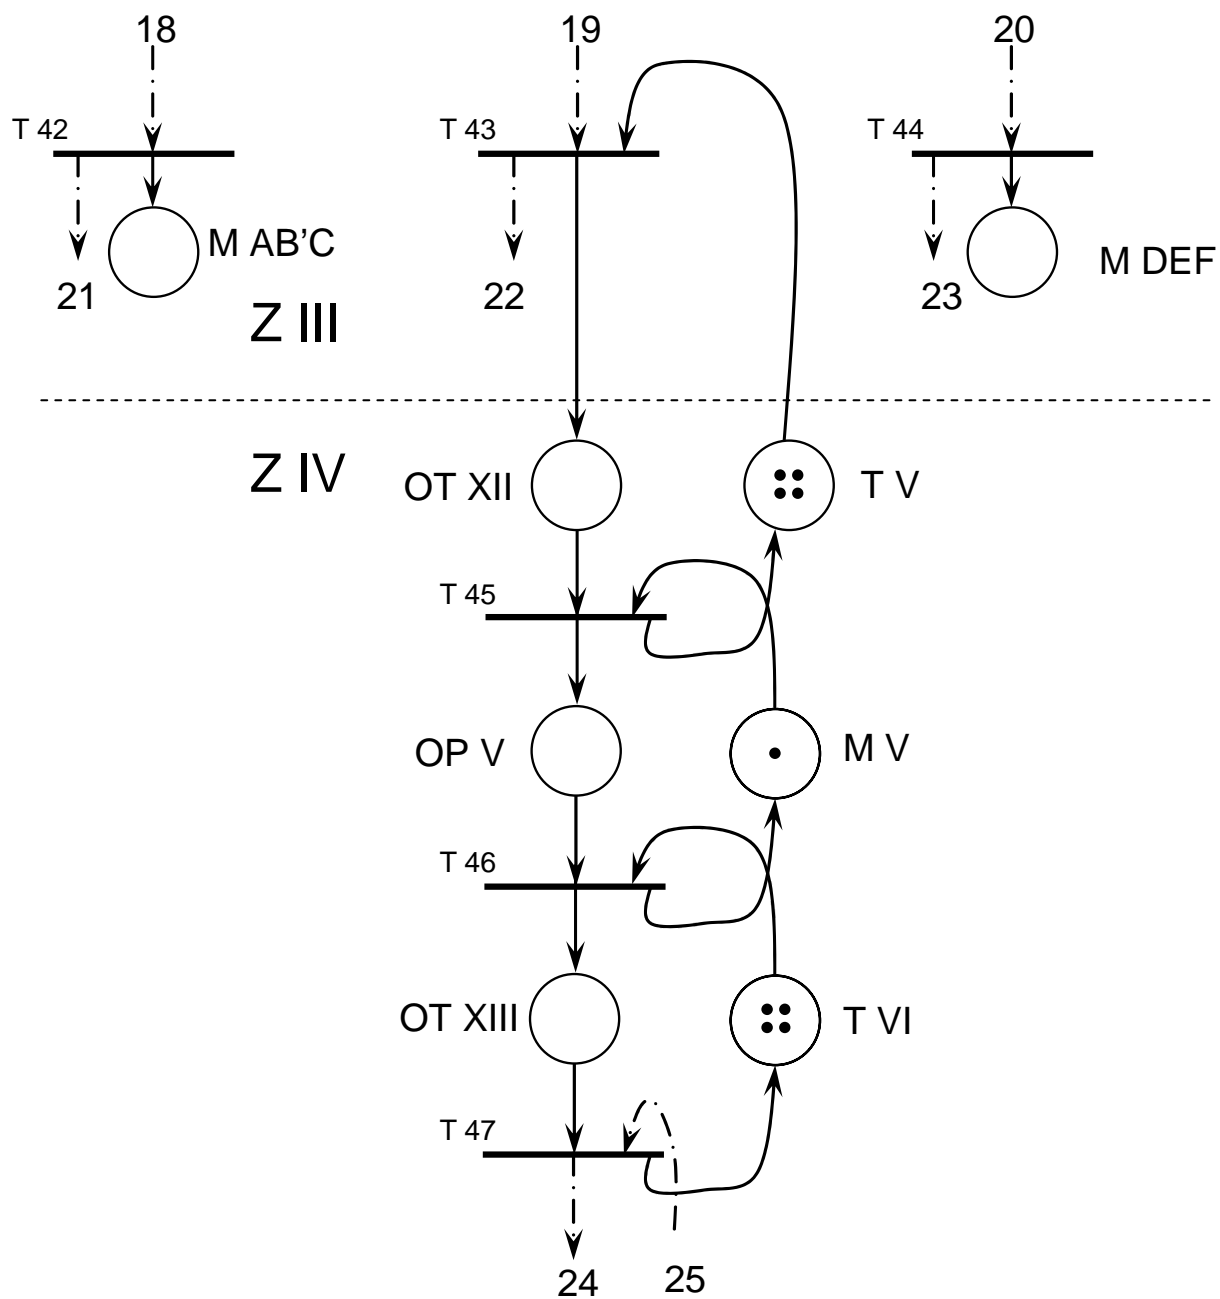 18 19 20
T 42 T 43 T 44
M AB'C M DEF
21 22 23
Z III
Z IV
OT XII T V
T 45
OP V M V
T 46
OT XIII T VI
T 47
24 25